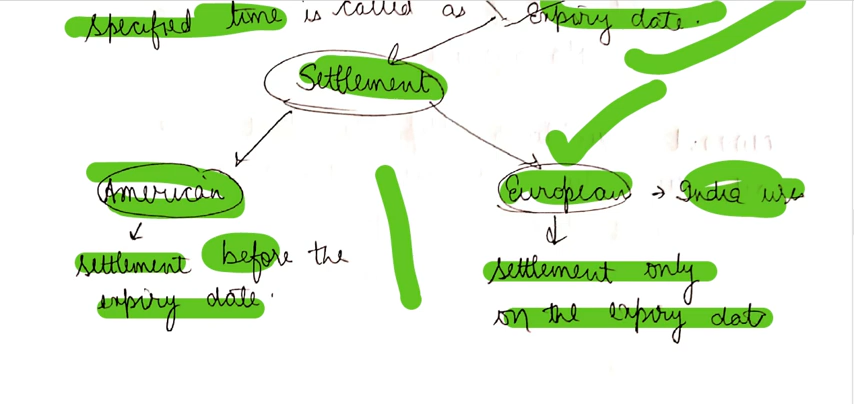 specified time is called as Expiry date.
Settlement
American
European → India uses
settlement before the
expiry date.
settlement only
on the expiry dat